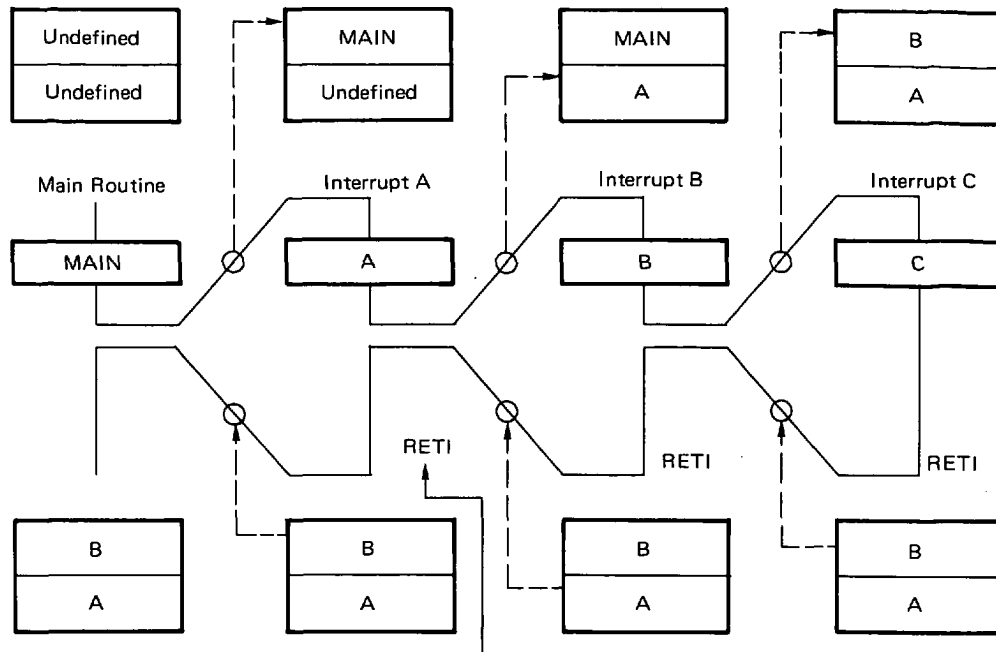 Undefined
Undefined
MAIN
Undefined
MAIN
A
B
A
Main Routine
Interrupt A
Interrupt B
Interrupt C
MAIN
A
B
C
RETI
RETI
RETI
B
A
B
A
B
A
B
A